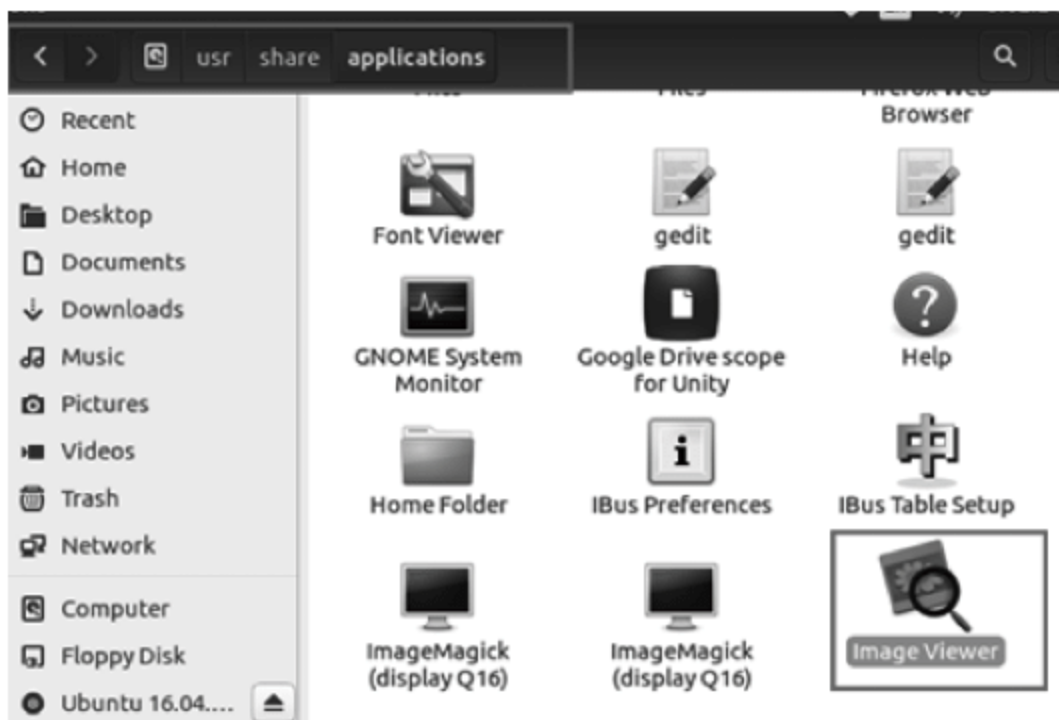 usr share applications
Recent
Home
Desktop
Documents
Downloads
Music
Pictures
Videos
Trash
Network
Computer
Floppy Disk
Ubuntu 16.04....
Browser
Font Viewer
gedit
gedit
GNOME System
Monitor
Google Drive scope
for Unity
Help
Home Folder
IBus Preferences
IBus Table Setup
ImageMagick
(display Q16)
ImageMagick
(display Q16)
Image Viewer